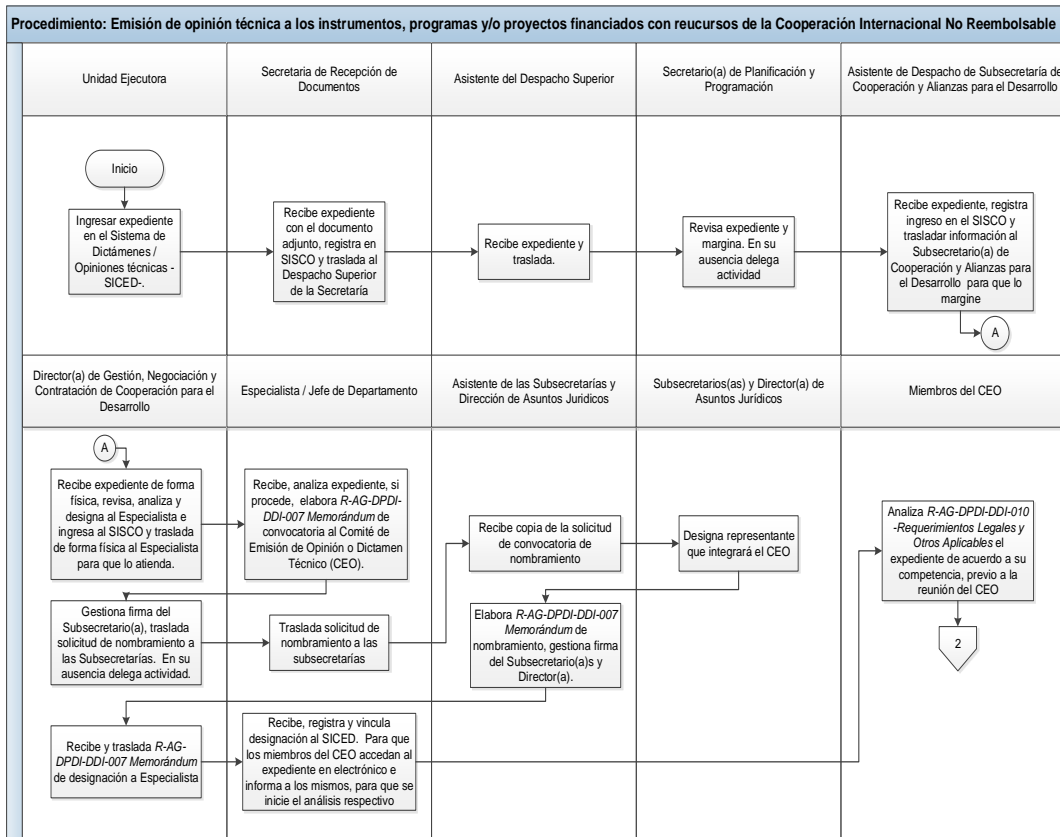 Procedimiento: Emisión de opinión técnica a los instrumentos, programas y/o proyectos financiados con reucursos de la Cooperación Internacional No Reembolsable
Unidad Ejecutora
Secretaria de Recepción de
Documentos
Asistente del Despacho Superior
Secretario(a) de Planificación y
Programación
Asistente de Despacho de Subsecretaría de
Cooperación y Alianzas para el Desarrollo
Inicio
Ingresar expediente
en el Sistema de
Dictámenes /
Opiniones técnicas -
SICED-.
Recibe expediente
con el documento
adjunto, registra en
SISCO y traslada al
Despacho Superior
de la Secretaría
Recibe expediente y
traslada.
Revisa expediente y
margina. En su
ausencia delega
actividad
Recibe expediente, registra
ingreso en el SISCO y
trasladar información al
Subsecretario(a) de
Cooperación y Alianzas para
el Desarrollo para que lo
margine
A
Director(a) de Gestión, Negociación y
Contratación de Cooperación para el
Desarrollo
Especialista / Jefe de Departamento
Asistente de las Subsecretarías y
Dirección de Asuntos Juridicos
Subsecretarios(as) y Director(a) de
Asuntos Jurídicos
Miembros del CEO
A
Recibe expediente de forma
física, revisa, analiza y
designa al Especialista e
ingresa al SISCO y traslada
de forma física al Especialista
para que lo atienda.
Recibe, analiza expediente, si
procede, elabora R-AG-DPDI-
DDI-007 Memorándum de
convocatoria al Comité de
Emisión de Opinión o Dictamen
Técnico (CEO).
Recibe copia de la solicitud
de convocatoria de
nombramiento
Designa representante
que integrará el CEO
Analiza R-AG-DPDI-DDI-010
-Requerimientos Legales y
Otros Aplicables el
expediente de acuerdo a su
competencia, previo a la
reunión del CEO
Gestiona firma del
Subsecretario(a), traslada
solicitud de nombramiento a
las Subsecretarías. En su
ausencia delega actividad.
Traslada solicitud de
nombramiento a las
subsecretarías
Elabora R-AG-DPDI-DDI-007
Memorándum de
nombramiento, gestiona firma
del Subsecretario(a)s y
Director(a).
2
Recibe y traslada R-AG-
DPDI-DDI-007 Memorándum
de designación a Especialista
Recibe, registra y vincula
designación al SICED. Para que
los miembros del CEO accedan al
expediente en electrónico e
informa a los mismos, para que se
inicie el análisis respectivo